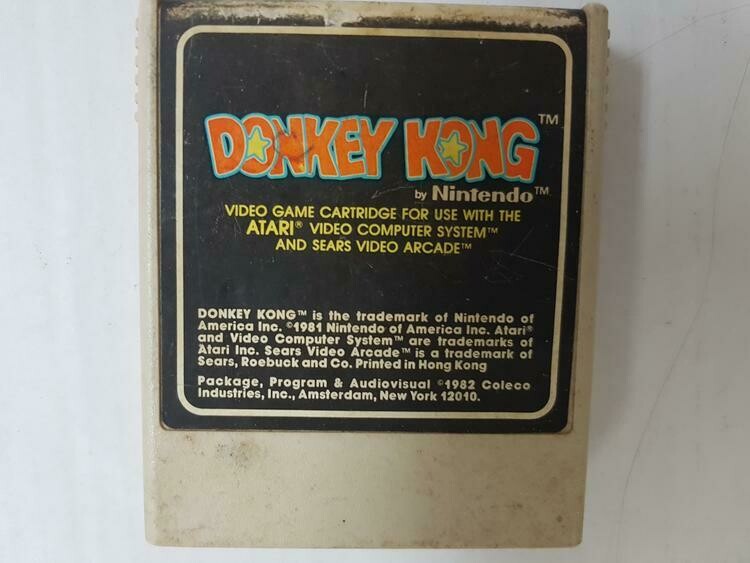 DONKEY KONG™
by Nintendo™
VIDEO GAME CARTRIDGE FOR USE WITH THE
ATARI® VIDEO COMPUTER SYSTEM™
AND SEARS VIDEO ARCADE™
DONKEY KONG™ is the trademark of Nintendo of
America Inc. ©1981 Nintendo of America Inc. Atari®
and Video Computer System™ are trademarks of
Atari Inc. Sears Video Arcade™ is a trademark of
Sears, Roebuck and Co. Printed in Hong Kong
Package, Program & Audiovisual ©1982 Coleco
Industries, Inc., Amsterdam, New York 12010.